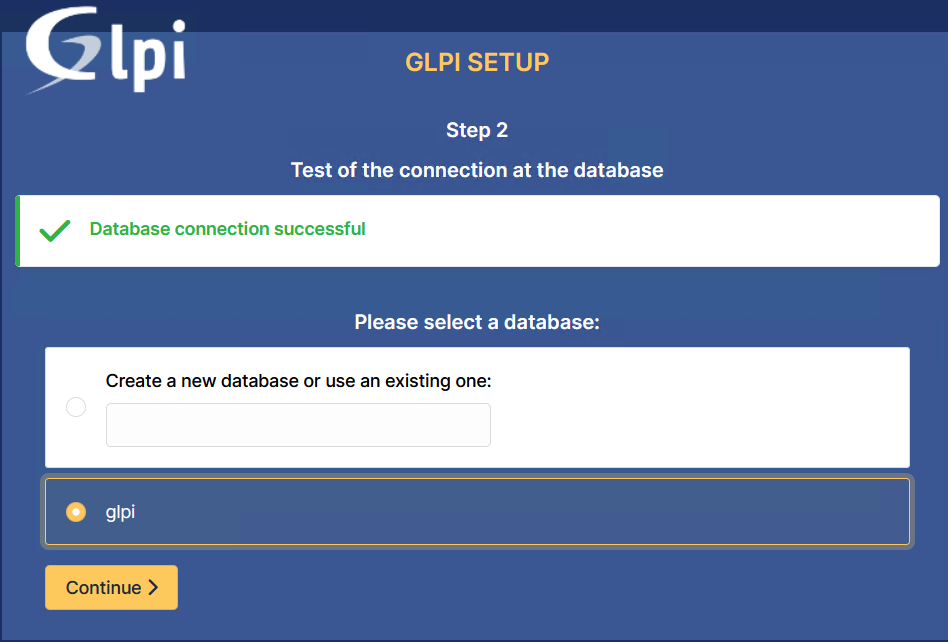 Glpi
GLPI SETUP
Step 2
Test of the connection at the database
Database connection successful
Please select a database:
Create a new database or use an existing one:
glpi
Continue